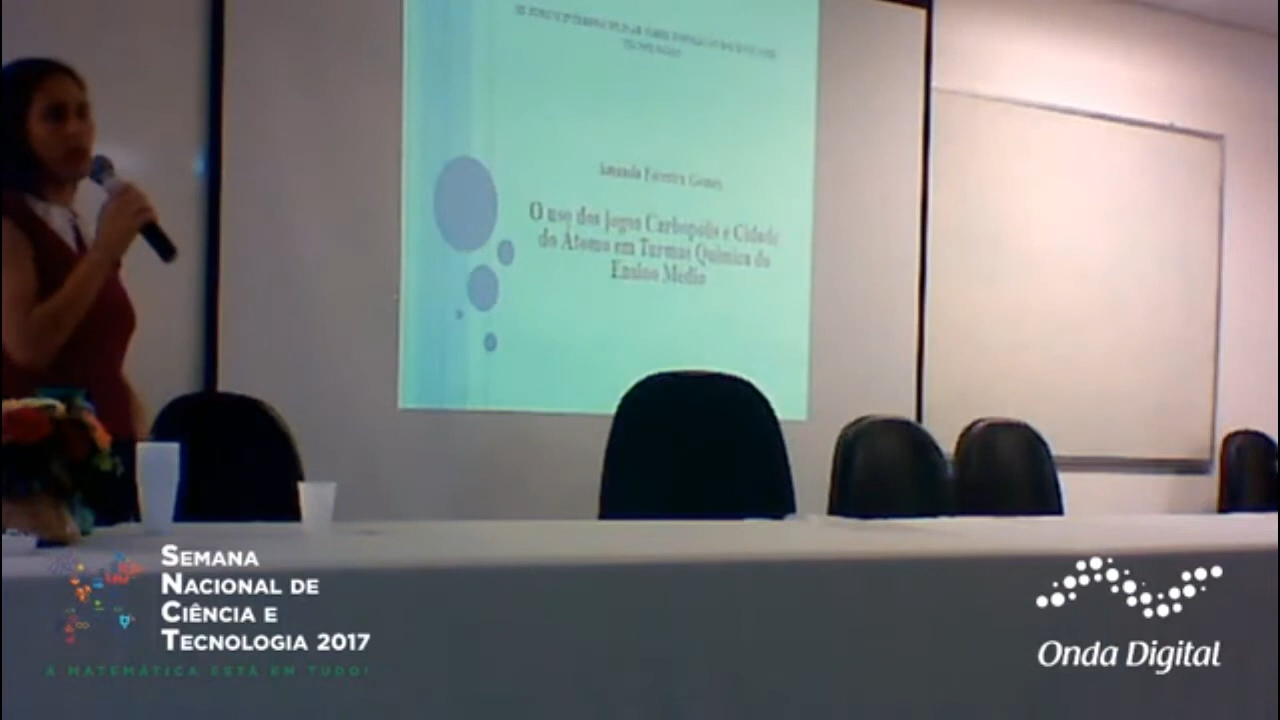 Amanda Ferreira Gomes
O uso dos jogos Carbopólis e Cidade
do Átomo em Turmas Química do
Ensino Médio
SEMANA
NACIONAL DE
CIÊNCIA E
TECNOLOGIA 2017
A MATEMÁTICA ESTÁ EM TUDO!
Onda Digital